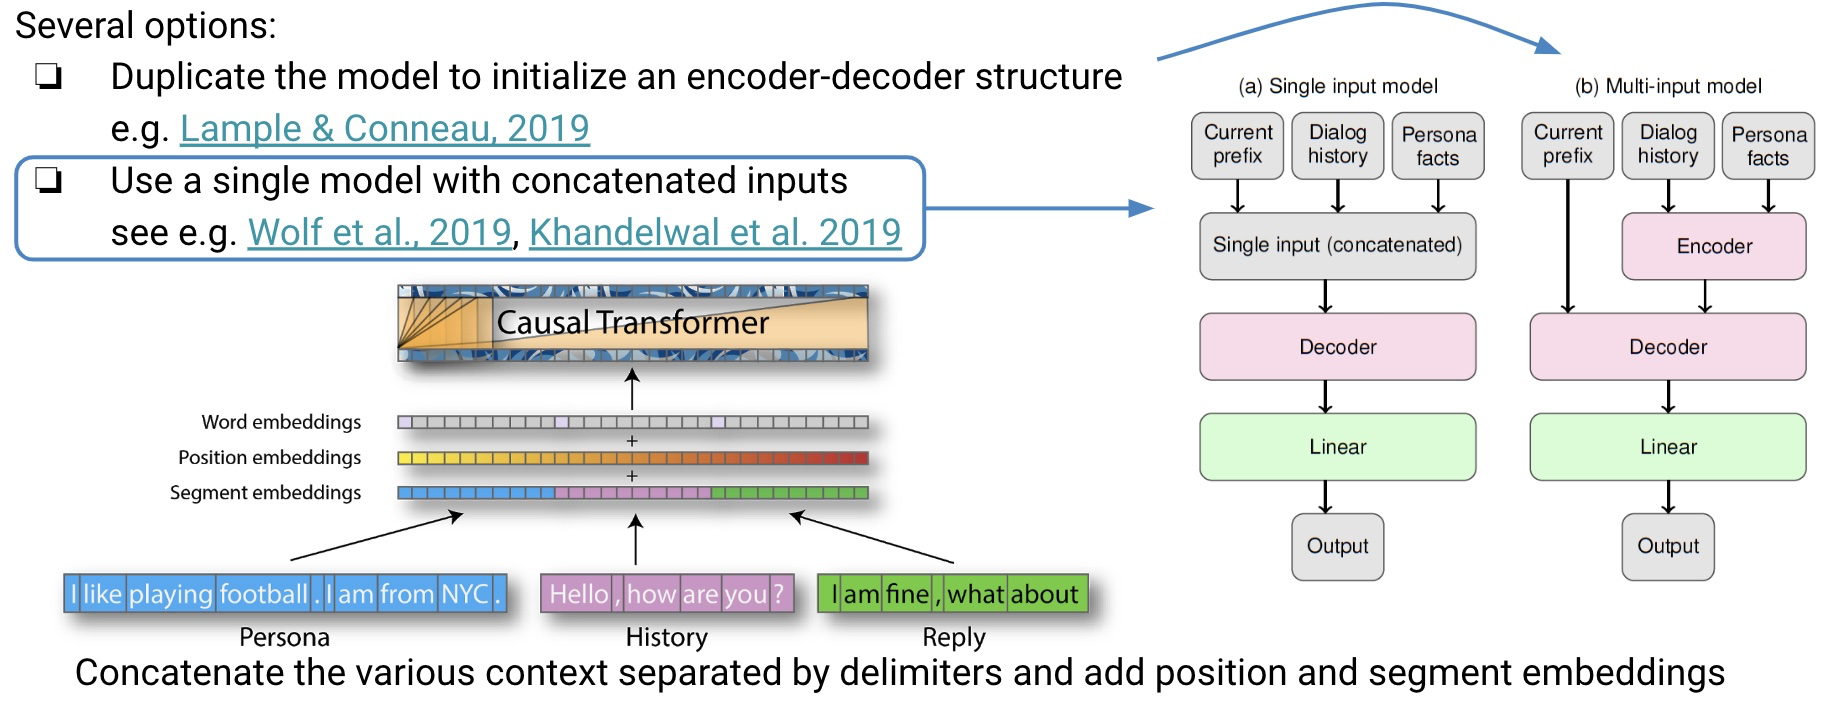 Several options:
❏ Duplicate the model to initialize an encoder-decoder structure
e.g. Lample & Conneau, 2019
❏ Use a single model with concatenated inputs
see e.g. Wolf et al., 2019, Khandelwal et al. 2019
Causal Transformer
Word embeddings
+
Position embeddings
+
Segment embeddings
I like playing football . I am from NYC .
Hello , how are you ?
I am fine , what about
Persona
History
Reply
Concatenate the various context separated by delimiters and add position and segment embeddings
(a) Single input model
Current
prefix
Dialog
history
Persona
facts
Single input (concatenated)
Decoder
Linear
Output
(b) Multi-input model
Current
prefix
Dialog
history
Persona
facts
Encoder
Decoder
Linear
Output